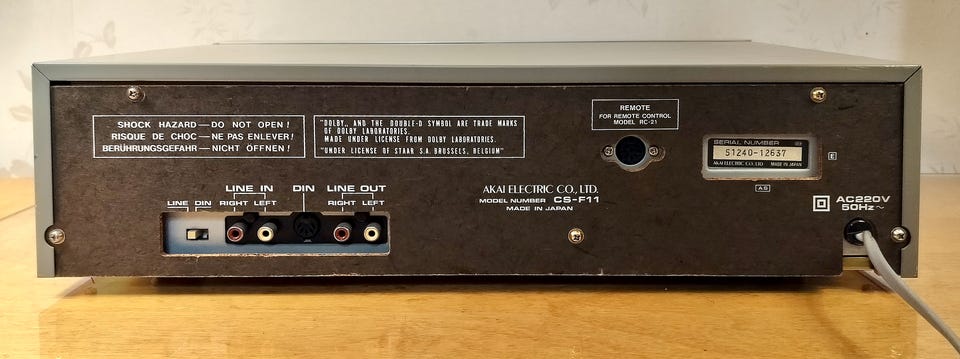 SHOCK HAZARD—DO NOT OPEN!
RISQUE DE CHOC—NE PAS ENLEVER!
BERÜHRUNGSGEFAHR—NICHT ÖFFNEN!
"DOLBY,, AND THE DOUBLE-D SYMBOL ARE TRADE MARKS
OF DOLBY LABORATORIES.
MADE UNDER LICENSE FROM DOLBY LABORATORIES.
"UNDER LICENSE OF STAAR S.A. BRUSSELS, BELGIUM"
REMOTE
FOR REMOTE CONTROL
MODEL RC-21
SERIAL NUMBER
S1240-12637
AKAI ELECTRIC CO., LTD. MADE IN JAPAN
E
AS
LINE IN DIN LINE OUT
LINE DIN RIGHT LEFT RIGHT LEFT
AKAI ELECTRIC CO., LTD.
MODEL NUMBER CS-F11
MADE IN JAPAN
AC220V
50Hz~